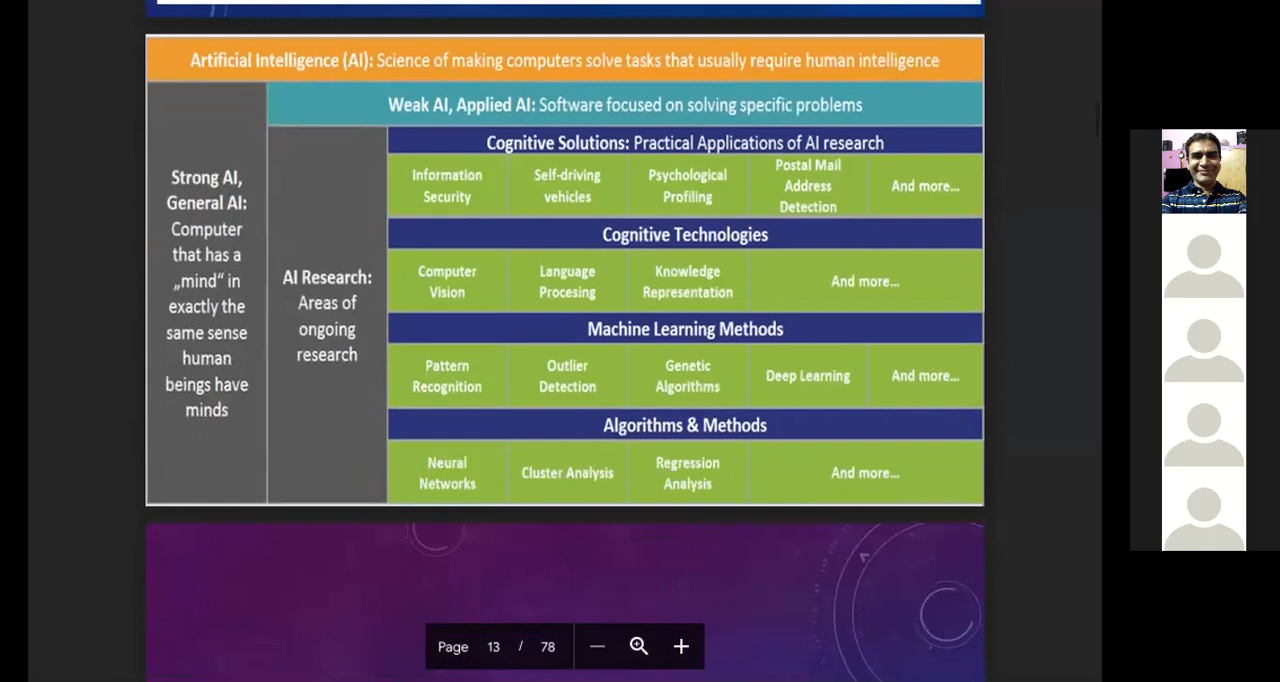 Artificial Intelligence (AI): Science of making computers solve tasks that usually require human intelligence
Weak AI, Applied AI: Software focused on solving specific problems
Strong AI,
General AI:
Computer
that has a
„mind“ in
exactly the
same sense
human
beings have
minds
AI Research:
Areas of
ongoing
research
Cognitive Solutions: Practical Applications of AI research
Information
Security
Self-driving
vehicles
Psychological
Profiling
Postal Mail
Address
Detection
And more...
Cognitive Technologies
Computer
Vision
Language
Procesing
Knowledge
Representation
And more...
Machine Learning Methods
Pattern
Recognition
Outlier
Detection
Genetic
Algorithms
Deep Learning
And more...
Algorithms & Methods
Neural
Networks
Cluster Analysis
Regression
Analysis
And more...
Page 13 / 78